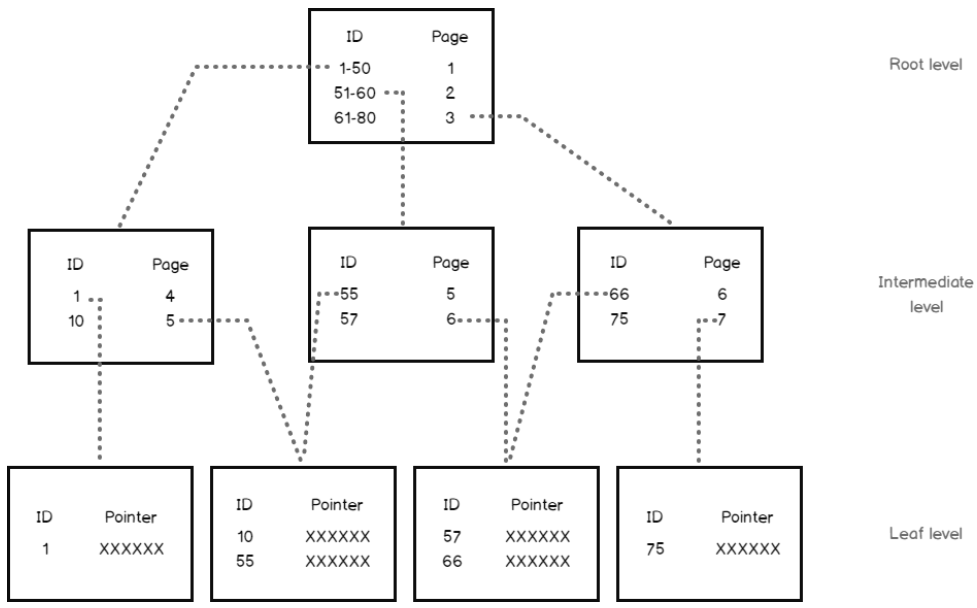 ID Page
1-50 1
51-60 2
61-80 3
Root level
ID Page
1 4
10 5
ID Page
55 5
57 6
ID Page
66 6
75 7
Intermediate
level
ID Pointer
1 XXXXXX
ID Pointer
10 XXXXXX
55 XXXXXX
ID Pointer
57 XXXXXX
66 XXXXXX
ID Pointer
75 XXXXXX
Leaf level